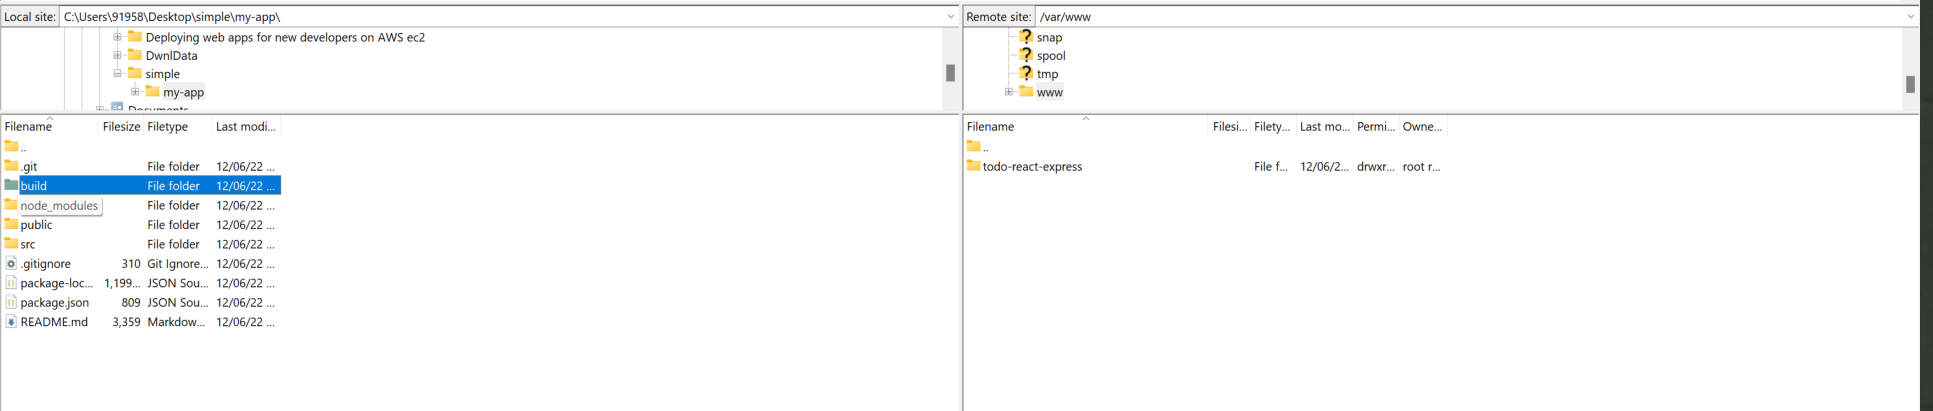 Local site: C:\Users\91958\Desktop\simple\my-app\
Deploying web apps for new developers on AWS ec2
DwnlData
simple
my-app
Documents
Filename Filesize Filetype Last modi...
..
.git File folder 12/06/22 ...
build File folder 12/06/22 ...
node_modules File folder 12/06/22 ...
public File folder 12/06/22 ...
src File folder 12/06/22 ...
.gitignore 310 Git Ignore... 12/06/22 ...
package-loc... 1,199... JSON Sou... 12/06/22 ...
package.json 809 JSON Sou... 12/06/22 ...
README.md 3,359 Markdow... 12/06/22 ...
Remote site: /var/www
? snap
? spool
? tmp
www
Filename Filesi... Filety... Last mo... Permi... Owne...
..
todo-react-express File f... 12/06/2... drwxr... root r...